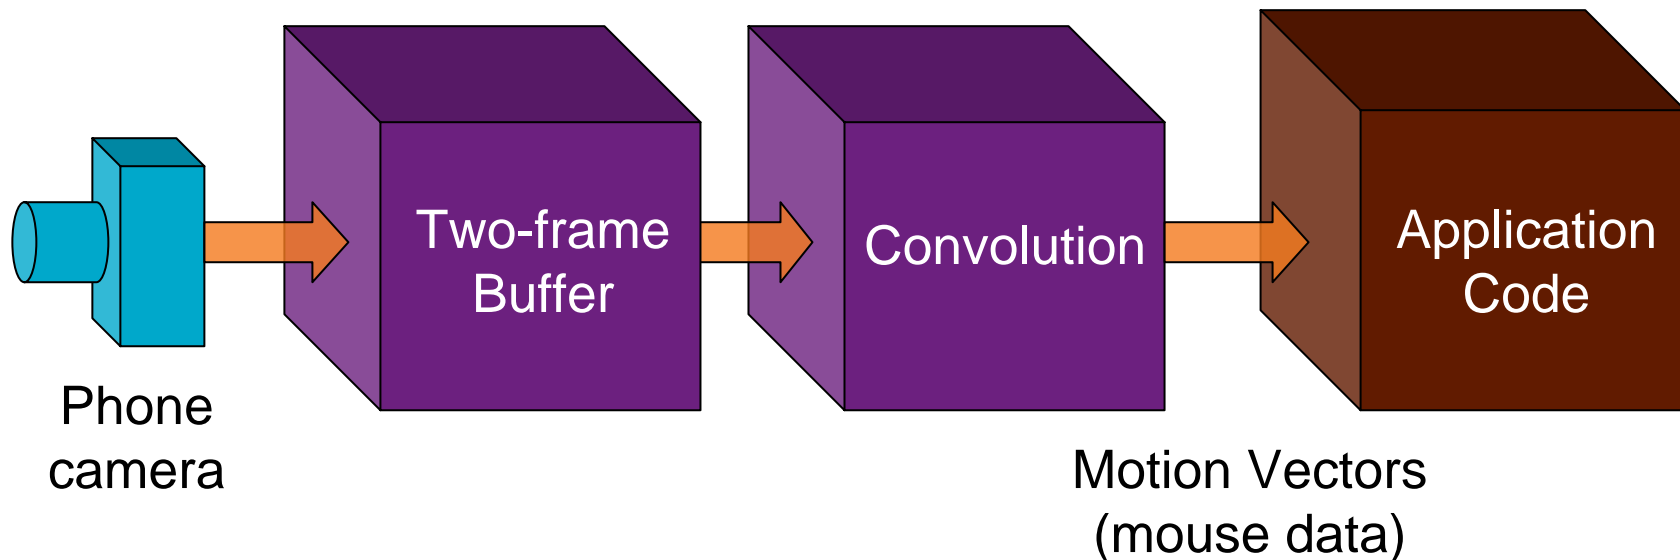 Phone
camera
Two-frame
Buffer
Convolution
Motion Vectors
(mouse data)
Application
Code